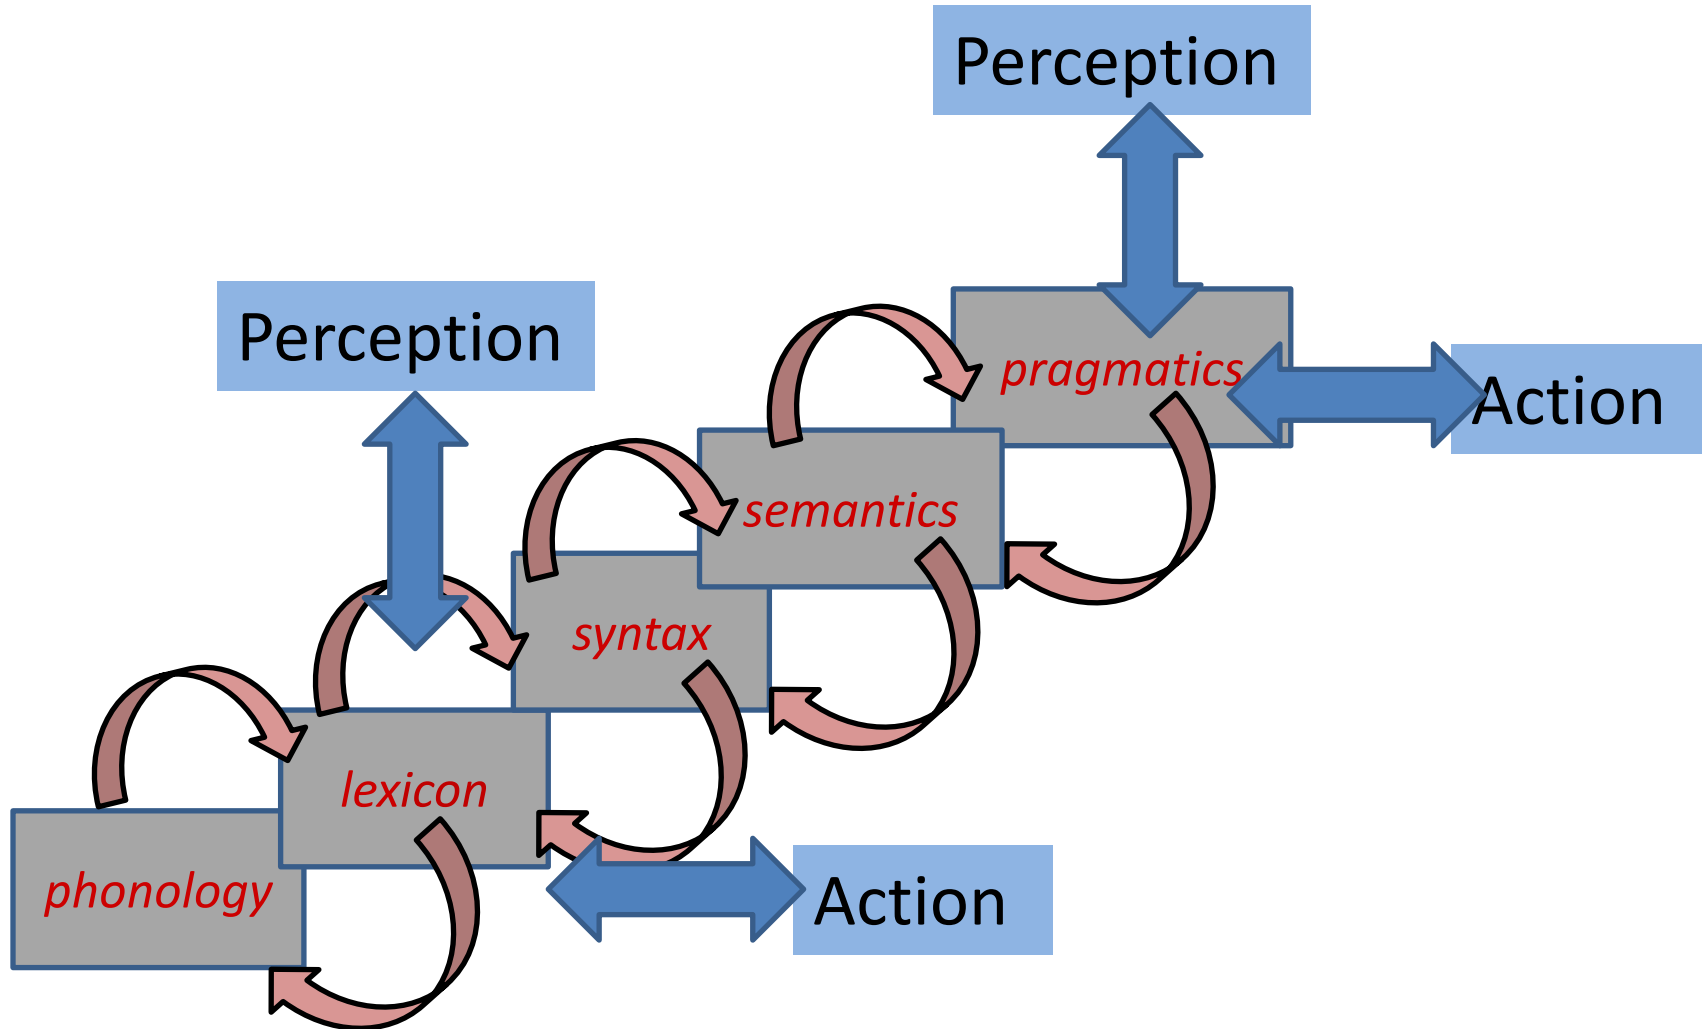 Perception
Perception
pragmatics
Action
semantics
syntax
lexicon
phonology
Action